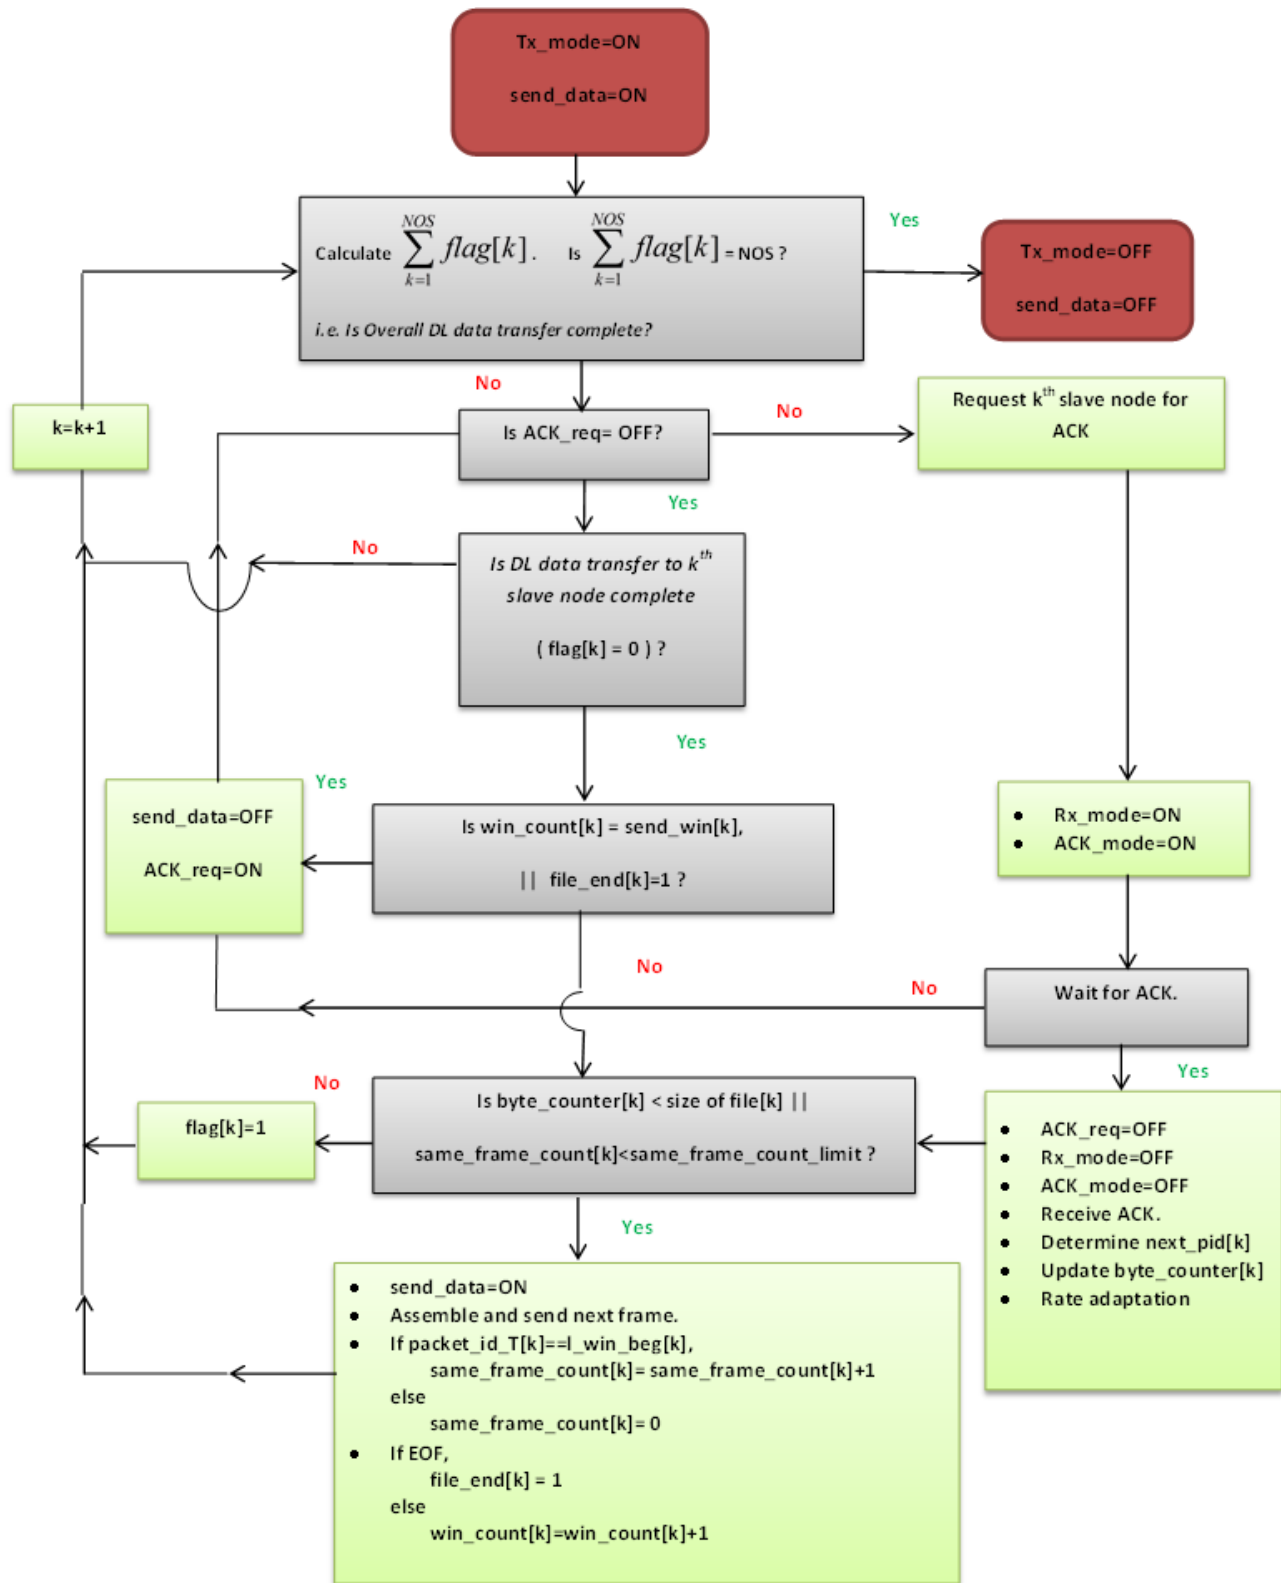 Tx_mode=ON
send_data=ON
Calculate \sum_{k=1}^{NOS} flag[k]. Is \sum_{k=1}^{NOS} flag[k] = NOS ?
i.e. Is Overall DL data transfer complete?
Yes
Tx_mode=OFF
send_data=OFF
No
k=k+1
Is ACK_req= OFF?
No
Request k^th slave node for
ACK
Yes
No
Is DL data transfer to k^th
slave node complete
( flag[k] = 0 ) ?
Yes
Yes
send_data=OFF
ACK_req=ON
Is win_count[k] = send_win[k],
|| file_end[k]=1 ?
• Rx_mode=ON
• ACK_mode=ON
No
No
Wait for ACK.
Yes
No
flag[k]=1
Is byte_counter[k] < size of file[k] ||
same_frame_count[k]<same_frame_count_limit ?
• ACK_req=OFF
• Rx_mode=OFF
• ACK_mode=OFF
• Receive ACK.
• Determine next_pid[k]
• Update byte_counter[k]
• Rate adaptation
Yes
• send_data=ON
• Assemble and send next frame.
• If packet_id_T[k]==l_win_beg[k],
same_frame_count[k]= same_frame_count[k]+1
else
same_frame_count[k]= 0
• If EOF,
file_end[k] = 1
else
win_count[k]=win_count[k]+1